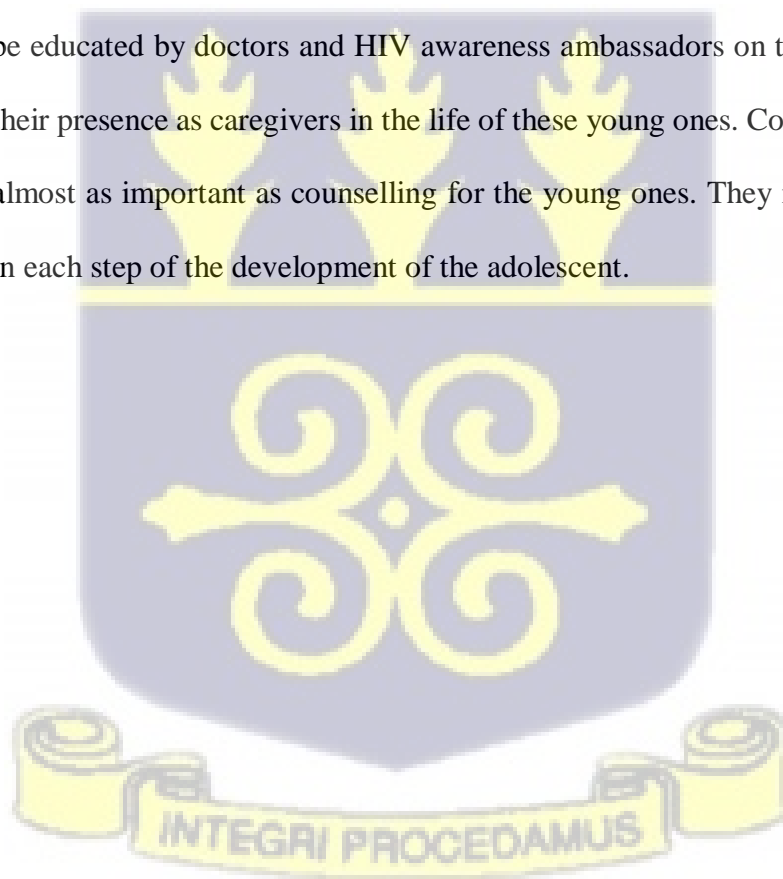 be educated by doctors and HIV awareness ambassadors on t
heir presence as caregivers in the life of these young ones. Co
almost as important as counselling for the young ones. They
n each step of the development of the adolescent.
INTEGRI PROCEDAMUS